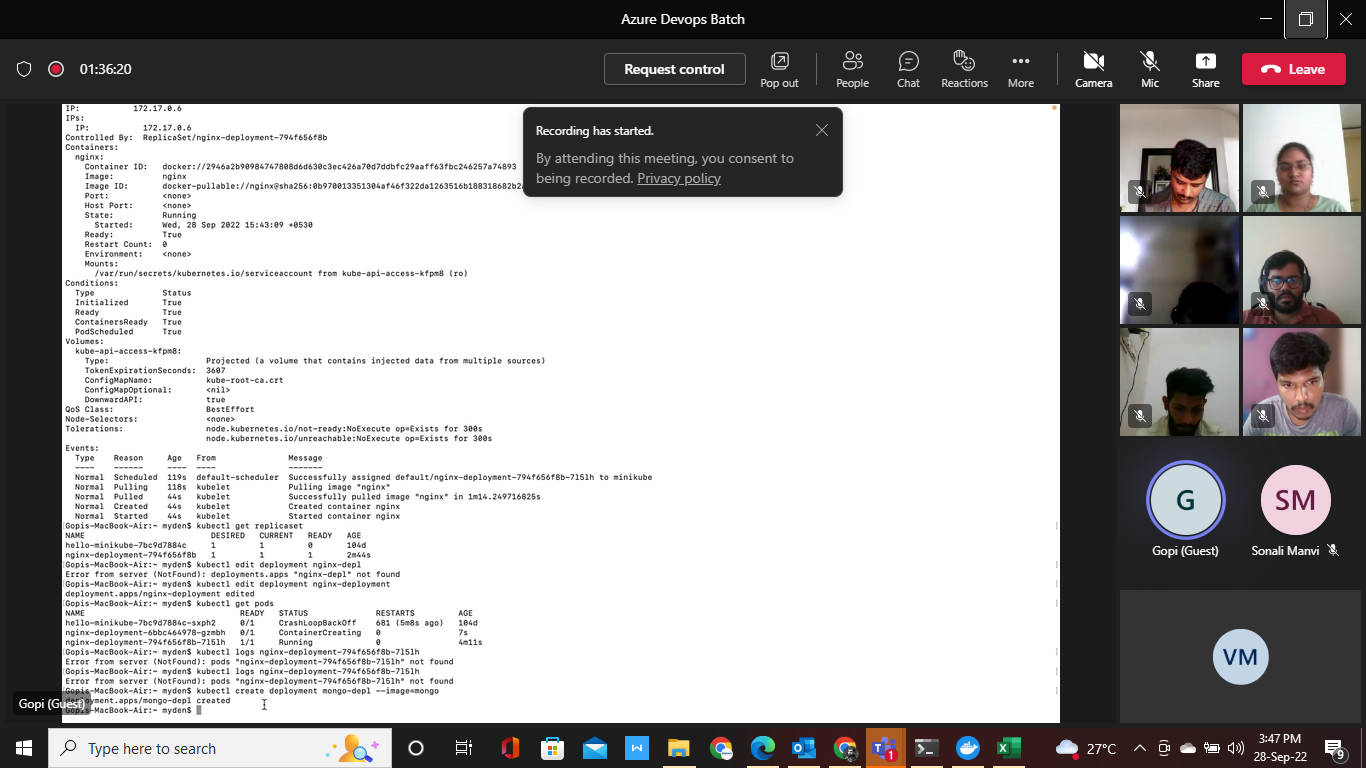 Azure Devops Batch
01:36:20
Request control
Pop out
People
Chat
Reactions
More
Camera
Mic
Share
Leave
Recording has started.
By attending this meeting, you consent to
being recorded. Privacy policy
IP: 172.17.0.6
IPs:
IP: 172.17.0.6
Controlled By: ReplicaSet/nginx-deployment-794f656f8b
Containers:
nginx:
Container ID: docker://2946a2b90984747808d6d630c3ec426a70d7ddbfc29aaff63fbc246257a74893
Image: nginx
Image ID: docker-pullable://nginx@sha256:0b970013351304af46f322da1263516b188318682b2a
Port: <none>
Host Port: <none>
State: Running
Started: Wed, 28 Sep 2022 15:43:09 +0530
Ready: True
Restart Count: 0
Environment: <none>
Mounts:
/var/run/secrets/kubernetes.io/serviceaccount from kube-api-access-kfpm8 (ro)
Conditions:
Type Status
Initialized True
Ready True
ContainersReady True
PodScheduled True
Volumes:
kube-api-access-kfpm8:
Type: Projected (a volume that contains injected data from multiple sources)
TokenExpirationSeconds: 3607
ConfigMapName: kube-root-ca.crt
ConfigMapOptional: <nil>
DownwardAPI: true
QoS Class: BestEffort
Node-Selectors: <none>
Tolerations: node.kubernetes.io/not-ready:NoExecute op=Exists for 300s
node.kubernetes.io/unreachable:NoExecute op=Exists for 300s
Events:
Type Reason Age From Message
---- ------ ---- ---- -------
Normal Scheduled 119s default-scheduler Successfully assigned default/nginx-deployment-794f656f8b-7l5lh to minikube
Normal Pulling 118s kubelet Pulling image "nginx"
Normal Pulled 44s kubelet Successfully pulled image "nginx" in 1m14.249716825s
Normal Created 44s kubelet Created container nginx
Normal Started 44s kubelet Started container nginx
[Gopis-MacBook-Air:~ myden$ kubectl get replicaset
NAME DESIRED CURRENT READY AGE
hello-minikube-7bc9d7884c 1 1 0 104d
nginx-deployment-794f656f8b 1 1 1 2m44s
[Gopis-MacBook-Air:~ myden$ kubectl edit deployment nginx-depl
Error from server (NotFound): deployments.apps "nginx-depl" not found
[Gopis-MacBook-Air:~ myden$ kubectl edit deployment nginx-deployment
deployment.apps/nginx-deployment edited
[Gopis-MacBook-Air:~ myden$ kubectl get pods
NAME READY STATUS RESTARTS AGE
hello-minikube-7bc9d7884c-sxph2 0/1 CrashLoopBackOff 681 (5m8s ago) 104d
nginx-deployment-6bbc464978-gzmbh 0/1 ContainerCreating 0 7s
nginx-deployment-794f656f8b-7l5lh 1/1 Running 0 4m11s
[Gopis-MacBook-Air:~ myden$ kubectl logs nginx-deployment-794f656f8b-7l5lh
Error from server (NotFound): pods "nginx-deployment-794f656f8b-7l5lh" not found
[Gopis-MacBook-Air:~ myden$ kubectl logs nginx-deployment-794f656f8b-7l5lh
Error from server (NotFound): pods "nginx-deployment-794f656f8b-7l5lh" not found
[Gopis-MacBook-Air:~ myden$ kubectl create deployment mongo-depl --image=mongo
deployment.apps/mongo-depl created
Gopis-MacBook-Air:~ myden$
Gopi (Guest)
G
SM
Gopi (Guest)
Sonali Manvi
VM
Type here to search
W
1
27°C
3:47 PM
28-Sep-22
9